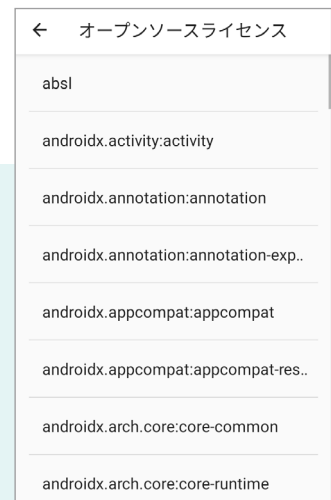 オープンソースライセンス
absl
androidx.activity:activity
androidx.annotation:annotation
androidx.annotation:annotation-exp..
androidx.appcompat:appcompat
androidx.appcompat:appcompat-res..
androidx.arch.core:core-common
androidx.arch.core:core-runtime